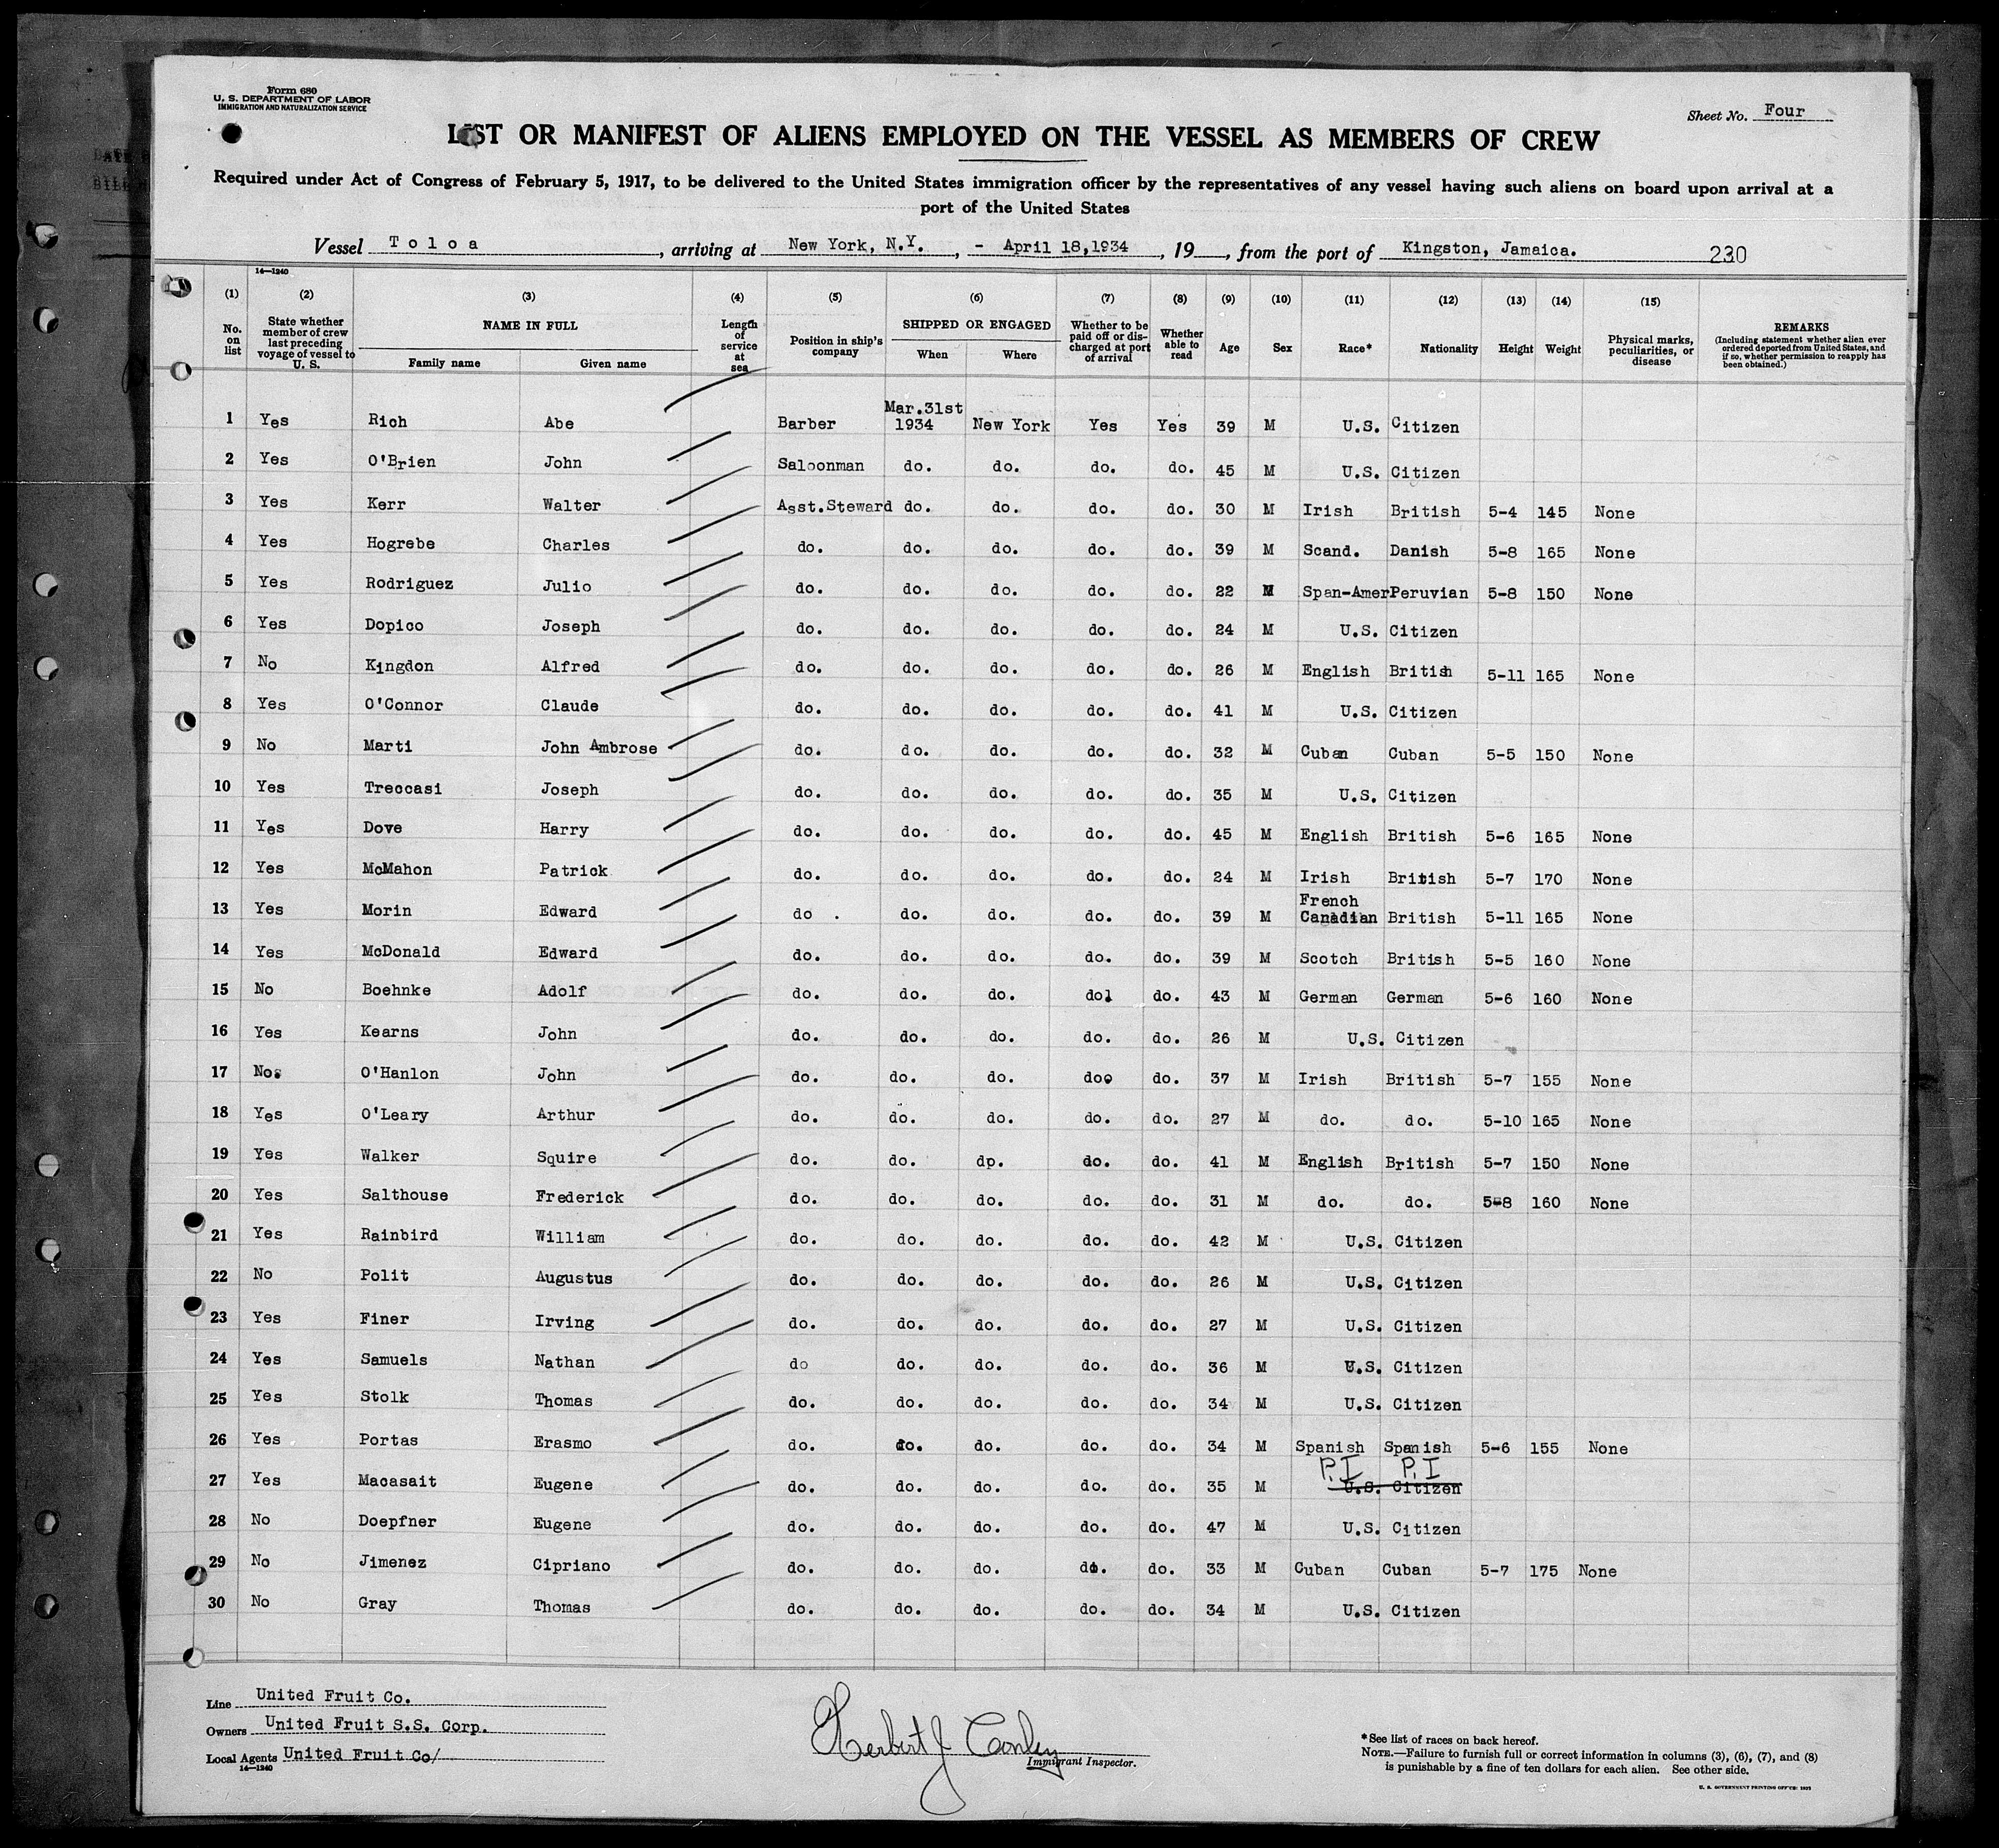 Form 680
U. S. DEPARTMENT OF LABOR
IMMIGRATION AND NATURALIZATION SERVICE
Sheet No. Four
LIST OR MANIFEST OF ALIENS EMPLOYED ON THE VESSEL AS MEMBERS OF CREW
Required under Act of Congress of February 5, 1917, to be delivered to the United States immigration officer by the representatives of any vessel having such aliens on board upon arrival at a
port of the United States
Vessel Toloa, arriving at New York, N.Y., - April 18,1934, 19, from the port of Kingston, Jamaica. 230
14—1240
(1) (2) (3) (4) (5) (6) (7) (8) (9) (10) (11) (12) (13) (14) (15)
No. on list State whether member of crew last preceding voyage of vessel to U. S. NAME IN FULL Family name Given name Length of service at sea Position in ship's company SHIPPED OR ENGAGED When Where Whether to be paid off or discharged at port of arrival Whether able to read Age Sex Race* Nationality Height Weight Physical marks, peculiarities, or disease REMARKS (Including statement whether alien ever ordered deported from United States, and if so, whether permission to reapply has been obtained.)
1 Yes Rich Abe Barber Mar.31st 1934 New York Yes Yes 39 M U.S. Citizen
2 Yes O'Brien John Saloonman do. do. do. do. 45 M U.S. Citizen
3 Yes Kerr Walter Asst.Steward do. do. do. do. 30 M Irish British 5-4 145 None
4 Yes Hogrebe Charles do. do. do. do. do. 39 M Scand. Danish 5-8 165 None
5 Yes Rodriguez Julio do. do. do. do. do. 22 M Span-Amer Peruvian 5-8 150 None
6 Yes Dopico Joseph do. do. do. do. do. 24 M U.S. Citizen
7 No Kingdon Alfred do. do. do. do. do. 26 M English British 5-11 165 None
8 Yes O'Connor Claude do. do. do. do. do. 41 M U.S. Citizen
9 No Marti John Ambrose do. do. do. do. do. 32 M Cuban Cuban 5-5 150 None
10 Yes Treccasi Joseph do. do. do. do. do. 35 M U.S. Citizen
11 Yes Dove Harry do. do. do. do. do. 45 M English British 5-6 165 None
12 Yes McMahon Patrick do. do. do. do. do. 24 M Irish British 5-7 170 None
13 Yes Morin Edward do . do. do. do. do. 39 M French Canadian British 5-11 165 None
14 Yes McDonald Edward do. do. do. do. do. 39 M Scotch British 5-5 160 None
15 No Boehnke Adolf do. do. do. dol do. 43 M German German 5-6 160 None
16 Yes Kearns John do. do. do. do. do. 26 M U.S. Citizen
17 No. O'Hanlon John do. do. do. doo do. 37 M Irish British 5-7 155 None
18 Yes O'Leary Arthur do. do. do. do. do. 27 M do. do. 5-10 165 None
19 Yes Walker Squire do. do. dp. do. do. 41 M English British 5-7 150 None
20 Yes Salthouse Frederick do. do. do. do. do. 31 M do. do. 5-8 160 None
21 Yes Rainbird William do. do. do. do. do. 42 M U.S. Citizen
22 No Polit Augustus do. do. do. do. do. 26 M U.S. Citizen
23 Yes Finer Irving do. do. do. do. do. 27 M U.S. Citizen
24 Yes Samuels Nathan do do. do. do. do. 36 M U.S. Citizen
25 Yes Stolk Thomas do. do. do. do. do. 34 M U.S. Citizen
26 Yes Portas Erasmo do. do. do. do. do. 34 M Spanish Spanish 5-6 155 None
27 Yes Macasait Eugene do. do. do. do. do. 35 M P.I P.I U.S. Citizen
28 No Doepfner Eugene do. do. do. do. do. 47 M U.S. Citizen
29 No Jimenez Cipriano do. do. do. do. do. 33 M Cuban Cuban 5-7 175 None
30 No Gray Thomas do. do. do. do. do. 34 M U.S. Citizen
Line United Fruit Co.
Owners United Fruit S.S. Corp.
Local Agents United Fruit Co/
14—1240
Herbert J Conley
Immigrant Inspector.
*See list of races on back hereof.
NOTE.—Failure to furnish full or correct information in columns (3), (6), (7), and (8)
is punishable by a fine of ten dollars for each alien. See other side.
U. S. GOVERNMENT PRINTING OFFICE